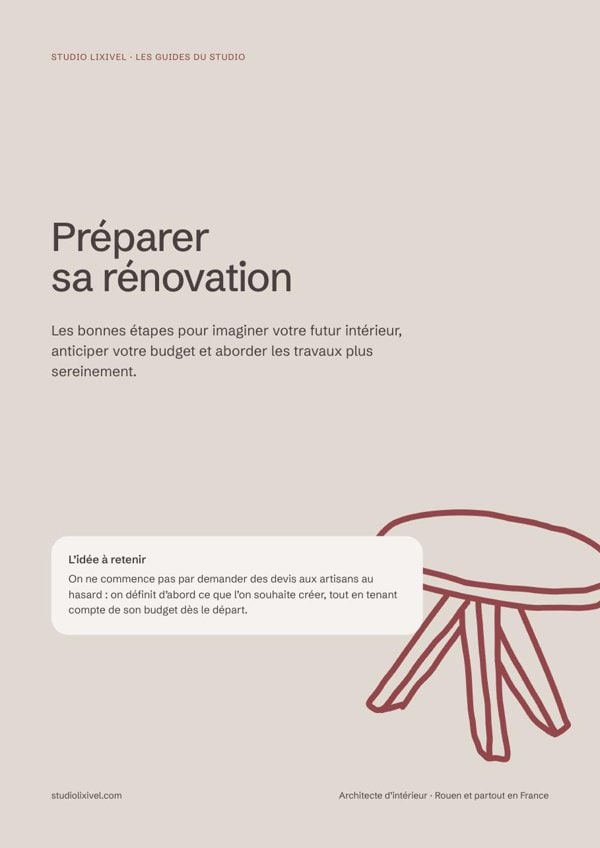 STUDIO LIXIVEL · LES GUIDES DU STUDIO
Préparer
sa rénovation
Les bonnes étapes pour imaginer votre futur intérieur,
anticiper votre budget et aborder les travaux plus
sereinement.
L’idée à retenir
On ne commence pas par demander des devis aux artisans au
hasard : on définit d’abord ce que l’on souhaite créer, tout en tenant
compte de son budget dès le départ.
studiolixivel.com
Architecte d’intérieur · Rouen et partout en France